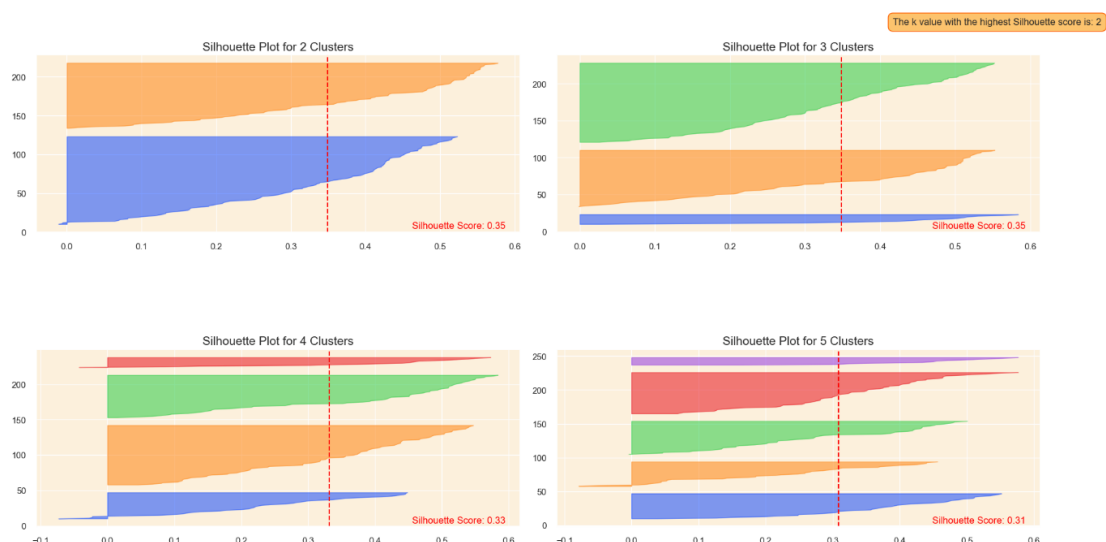 The k value with the highest Silhouette score is: 2
Silhouette Plot for 2 Clusters
200
150
100
50
0
Silhouette Score: 0.35
0.0 0.1 0.2 0.3 0.4 0.5 0.6
Silhouette Plot for 3 Clusters
200
150
100
50
0
Silhouette Score: 0.35
0.0 0.1 0.2 0.3 0.4 0.5 0.6
Silhouette Plot for 4 Clusters
200
150
100
50
0
Silhouette Score: 0.33
−0.1 0.0 0.1 0.2 0.3 0.4 0.5 0.6
Silhouette Plot for 5 Clusters
250
200
150
100
50
0
Silhouette Score: 0.31
−0.1 0.0 0.1 0.2 0.3 0.4 0.5 0.6